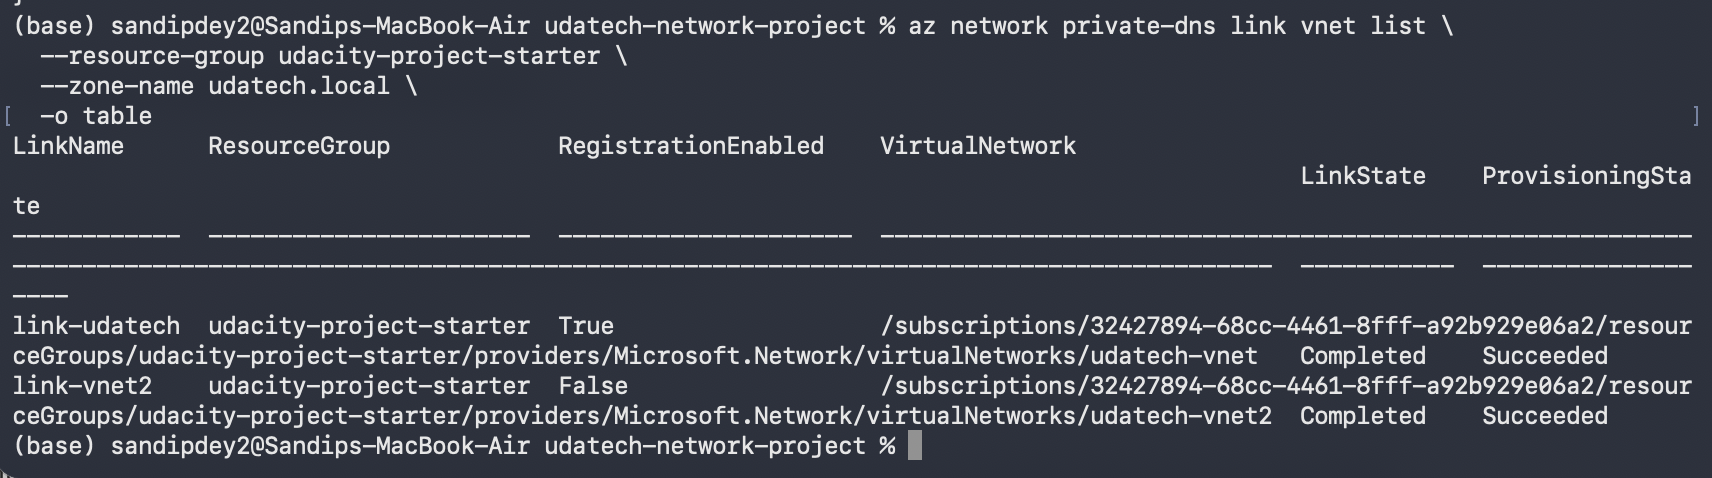 (base) sandipdey2@Sandips-MacBook-Air udatech-network-project % az network private-dns link vnet list \
  --resource-group udacity-project-starter \
  --zone-name udatech.local \
[  -o table ]
LinkName      ResourceGroup            RegistrationEnabled    VirtualNetwork
LinkState    ProvisioningSta
te
------------  -----------------------  ---------------------  ----------------------------------------------------------
------------------------------------------------------------------------------------------  -----------  ---------------
----
link-udatech  udacity-project-starter  True                   /subscriptions/32427894-68cc-4461-8fff-a92b929e06a2/resour
ceGroups/udacity-project-starter/providers/Microsoft.Network/virtualNetworks/udatech-vnet   Completed    Succeeded
link-vnet2    udacity-project-starter  False                  /subscriptions/32427894-68cc-4461-8fff-a92b929e06a2/resour
ceGroups/udacity-project-starter/providers/Microsoft.Network/virtualNetworks/udatech-vnet2  Completed    Succeeded
(base) sandipdey2@Sandips-MacBook-Air udatech-network-project %